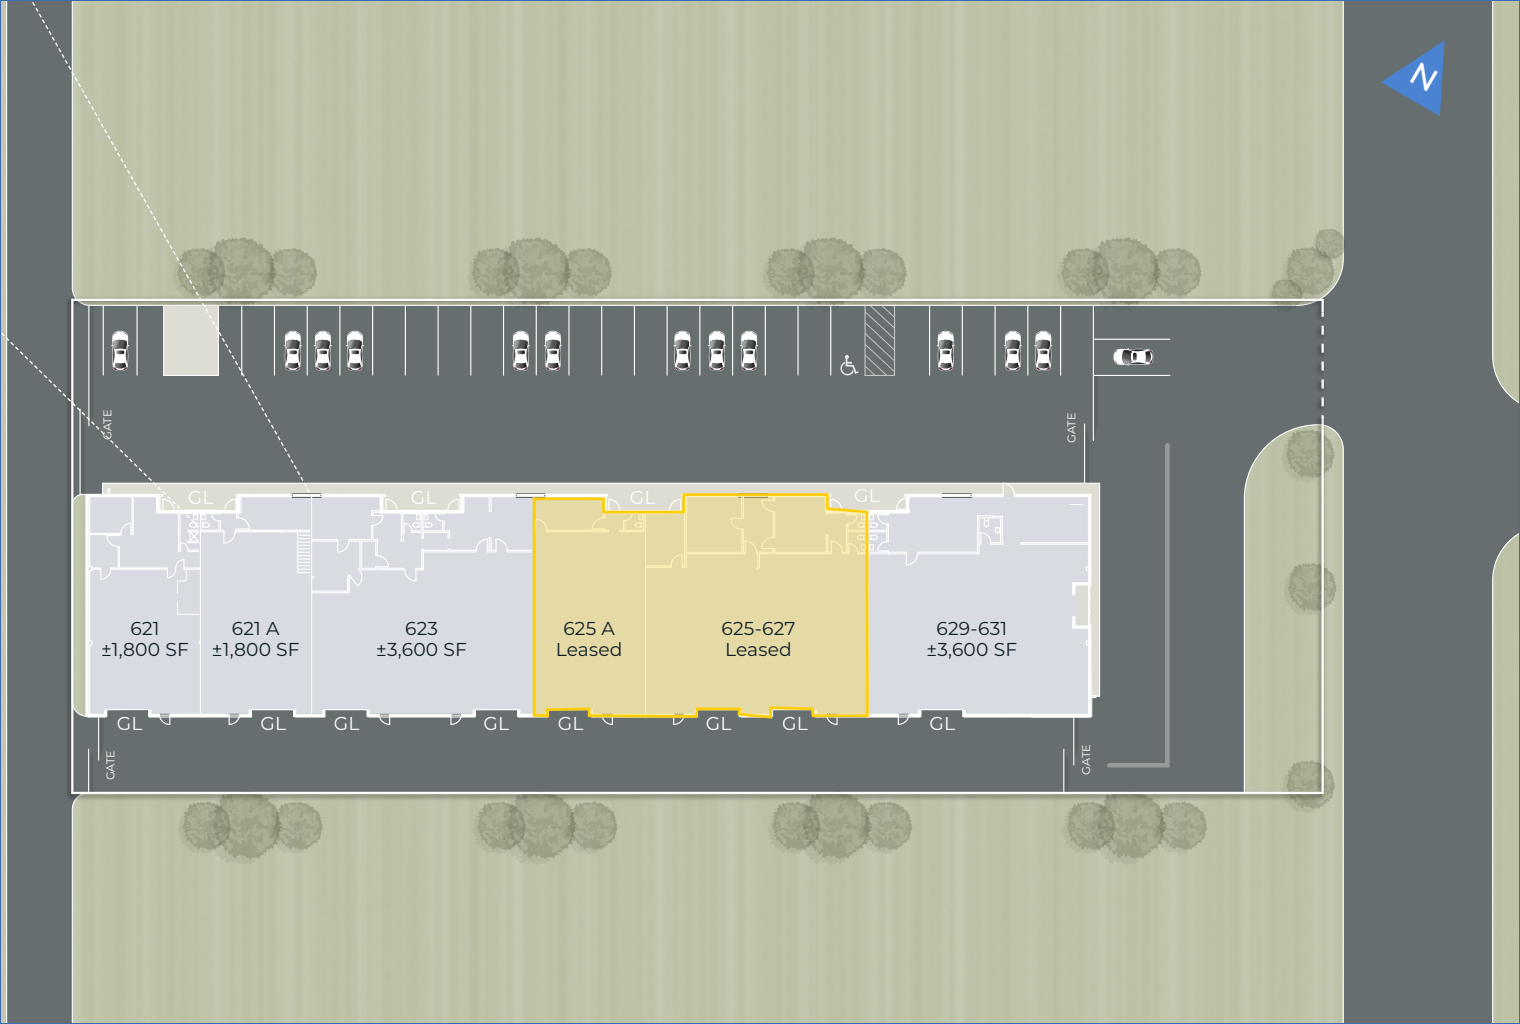 N
GATE
GATE
GL
GL
GL
GL
621
±1,800 SF
621 A
±1,800 SF
623
±3,600 SF
625 A
Leased
625-627
Leased
629-631
±3,600 SF
GL
GL
GL
GL
GL
GL
GL
GL
GATE
GATE